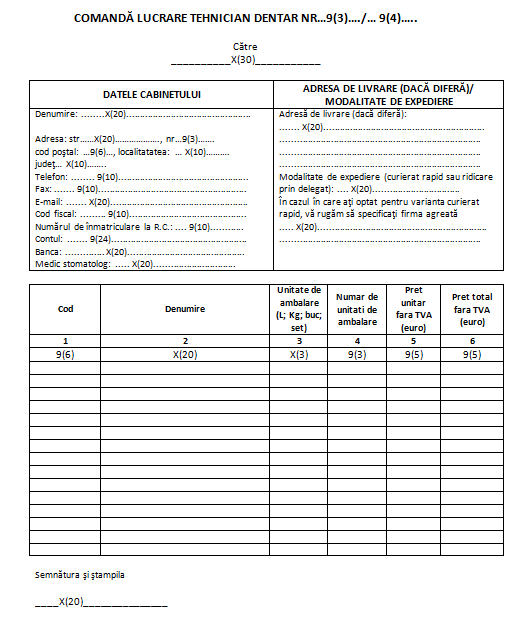 COMANDĂ LUCRARE TEHNICIAN DENTAR NR…9(3)…./… 9(4)…..
Către
__________X(30)___________
DATELE CABINETULUI
Denumire: ……..X(20)……………………………………….
Adresa: str……X(20)………………, nr…9(3)…….
cod poştal: …9(6)…, localitatatea: … X(10)……….
judeţ… X(10)……..
Telefon: …….. 9(10)…………………………………………
Fax: ……. 9(10)……………………………………………….
E-mail: ……. X(20)…………………………………………
Cod fiscal: ……… 9(10)…………………………………….
Numărul de înmatriculare la R.C.: …. 9(10)…………
Contul: ……. 9(24)……………………………………………
Banca: ………….. X(20)……………………………………..
Medic stomatolog: ….. X(20)…………………………
ADRESA DE LIVRARE (DACĂ DIFERĂ)/
MODALITATE DE EXPEDIERE
Adresă de livrare (dacă diferă):
……. X(20)……………………………………………………
…………………………………………………………………
…………………………………………………………………
…………………………………………………………………
Modalitate de expediere (curierat rapid sau ridicare
prin delegat): …. X(20)…………………………..
În cazul în care aţi optat pentru varianta curierat
rapid, vă rugăm să specificaţi firma agreată
….. X(20)……………………………………………………..
…………………………………………………………………
Cod Denumire Unitate de ambalare (L; Kg; buc; set) Numar de unitati de ambalare Pret unitar fara TVA (euro) Pret total fara TVA (euro)
1 2 3 4 5 6
9(6) X(20) X(3) 9(3) 9(5) 9(5)
Semnătura şi ştampila
____X(20)______________